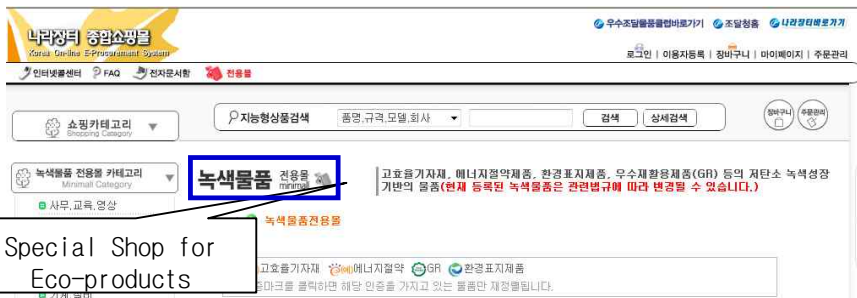 우수조달물품클럽바로가기 조달청홈 나라장터바로가기
나라장터 종합쇼핑몰
Korea On-line E-Procurement System
로그인 | 이용자등록 | 장바구니 | 마이페이지 | 주문관리
인터넷콜센터 FAQ 전자문서함 전용몰
쇼핑카테고리
Shopping Category
지능형상품검색 품명,규격,모델,회사 검색 상세검색
장바구니 주문관리
녹색물품 전용몰 카테고리
Minimall Category
녹색물품 전용몰
minimall
고효율기자재, 에너지절약제품, 환경표지제품, 우수재활용제품(GR) 등의 저탄소 녹색성장
기반의 물품(현재 등록된 녹색물품은 관련법규에 따라 변경될 수 있습니다.)
사무,교육,영상
녹색물품전용몰
Special Shop for
Eco-products
고효율기자재 에너지절약 GR 환경표지제품
마크를 클릭하면 해당 인증을 가지고 있는 물품만 재정렬됩니다.